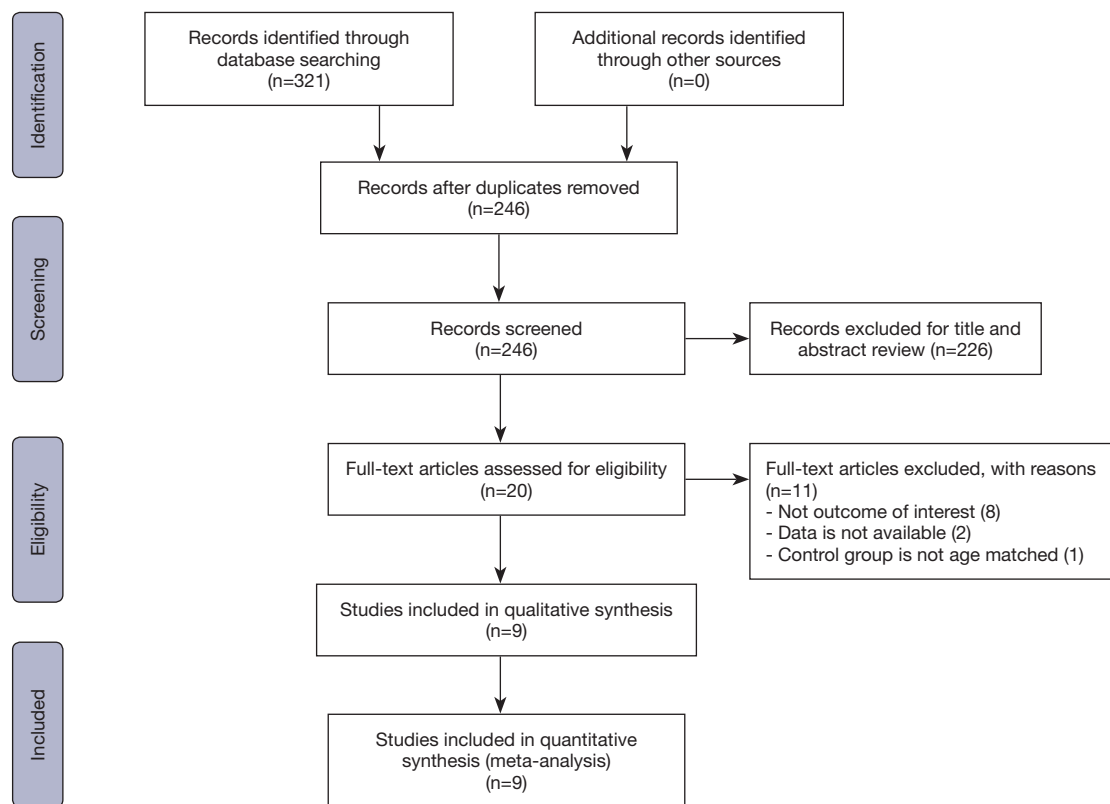 Identification
Records identified through
database searching
(n=321)
Additional records identified
through other sources
(n=0)
Records after duplicates removed
(n=246)
Screening
Records screened
(n=246)
Records excluded for title and
abstract review (n=226)
Eligibility
Full-text articles assessed for eligibility
(n=20)
Full-text articles excluded, with reasons
(n=11)
- Not outcome of interest (8)
- Data is not available (2)
- Control group is not age matched (1)
Studies included in qualitative synthesis
(n=9)
Included
Studies included in quantitative
synthesis (meta-analysis)
(n=9)